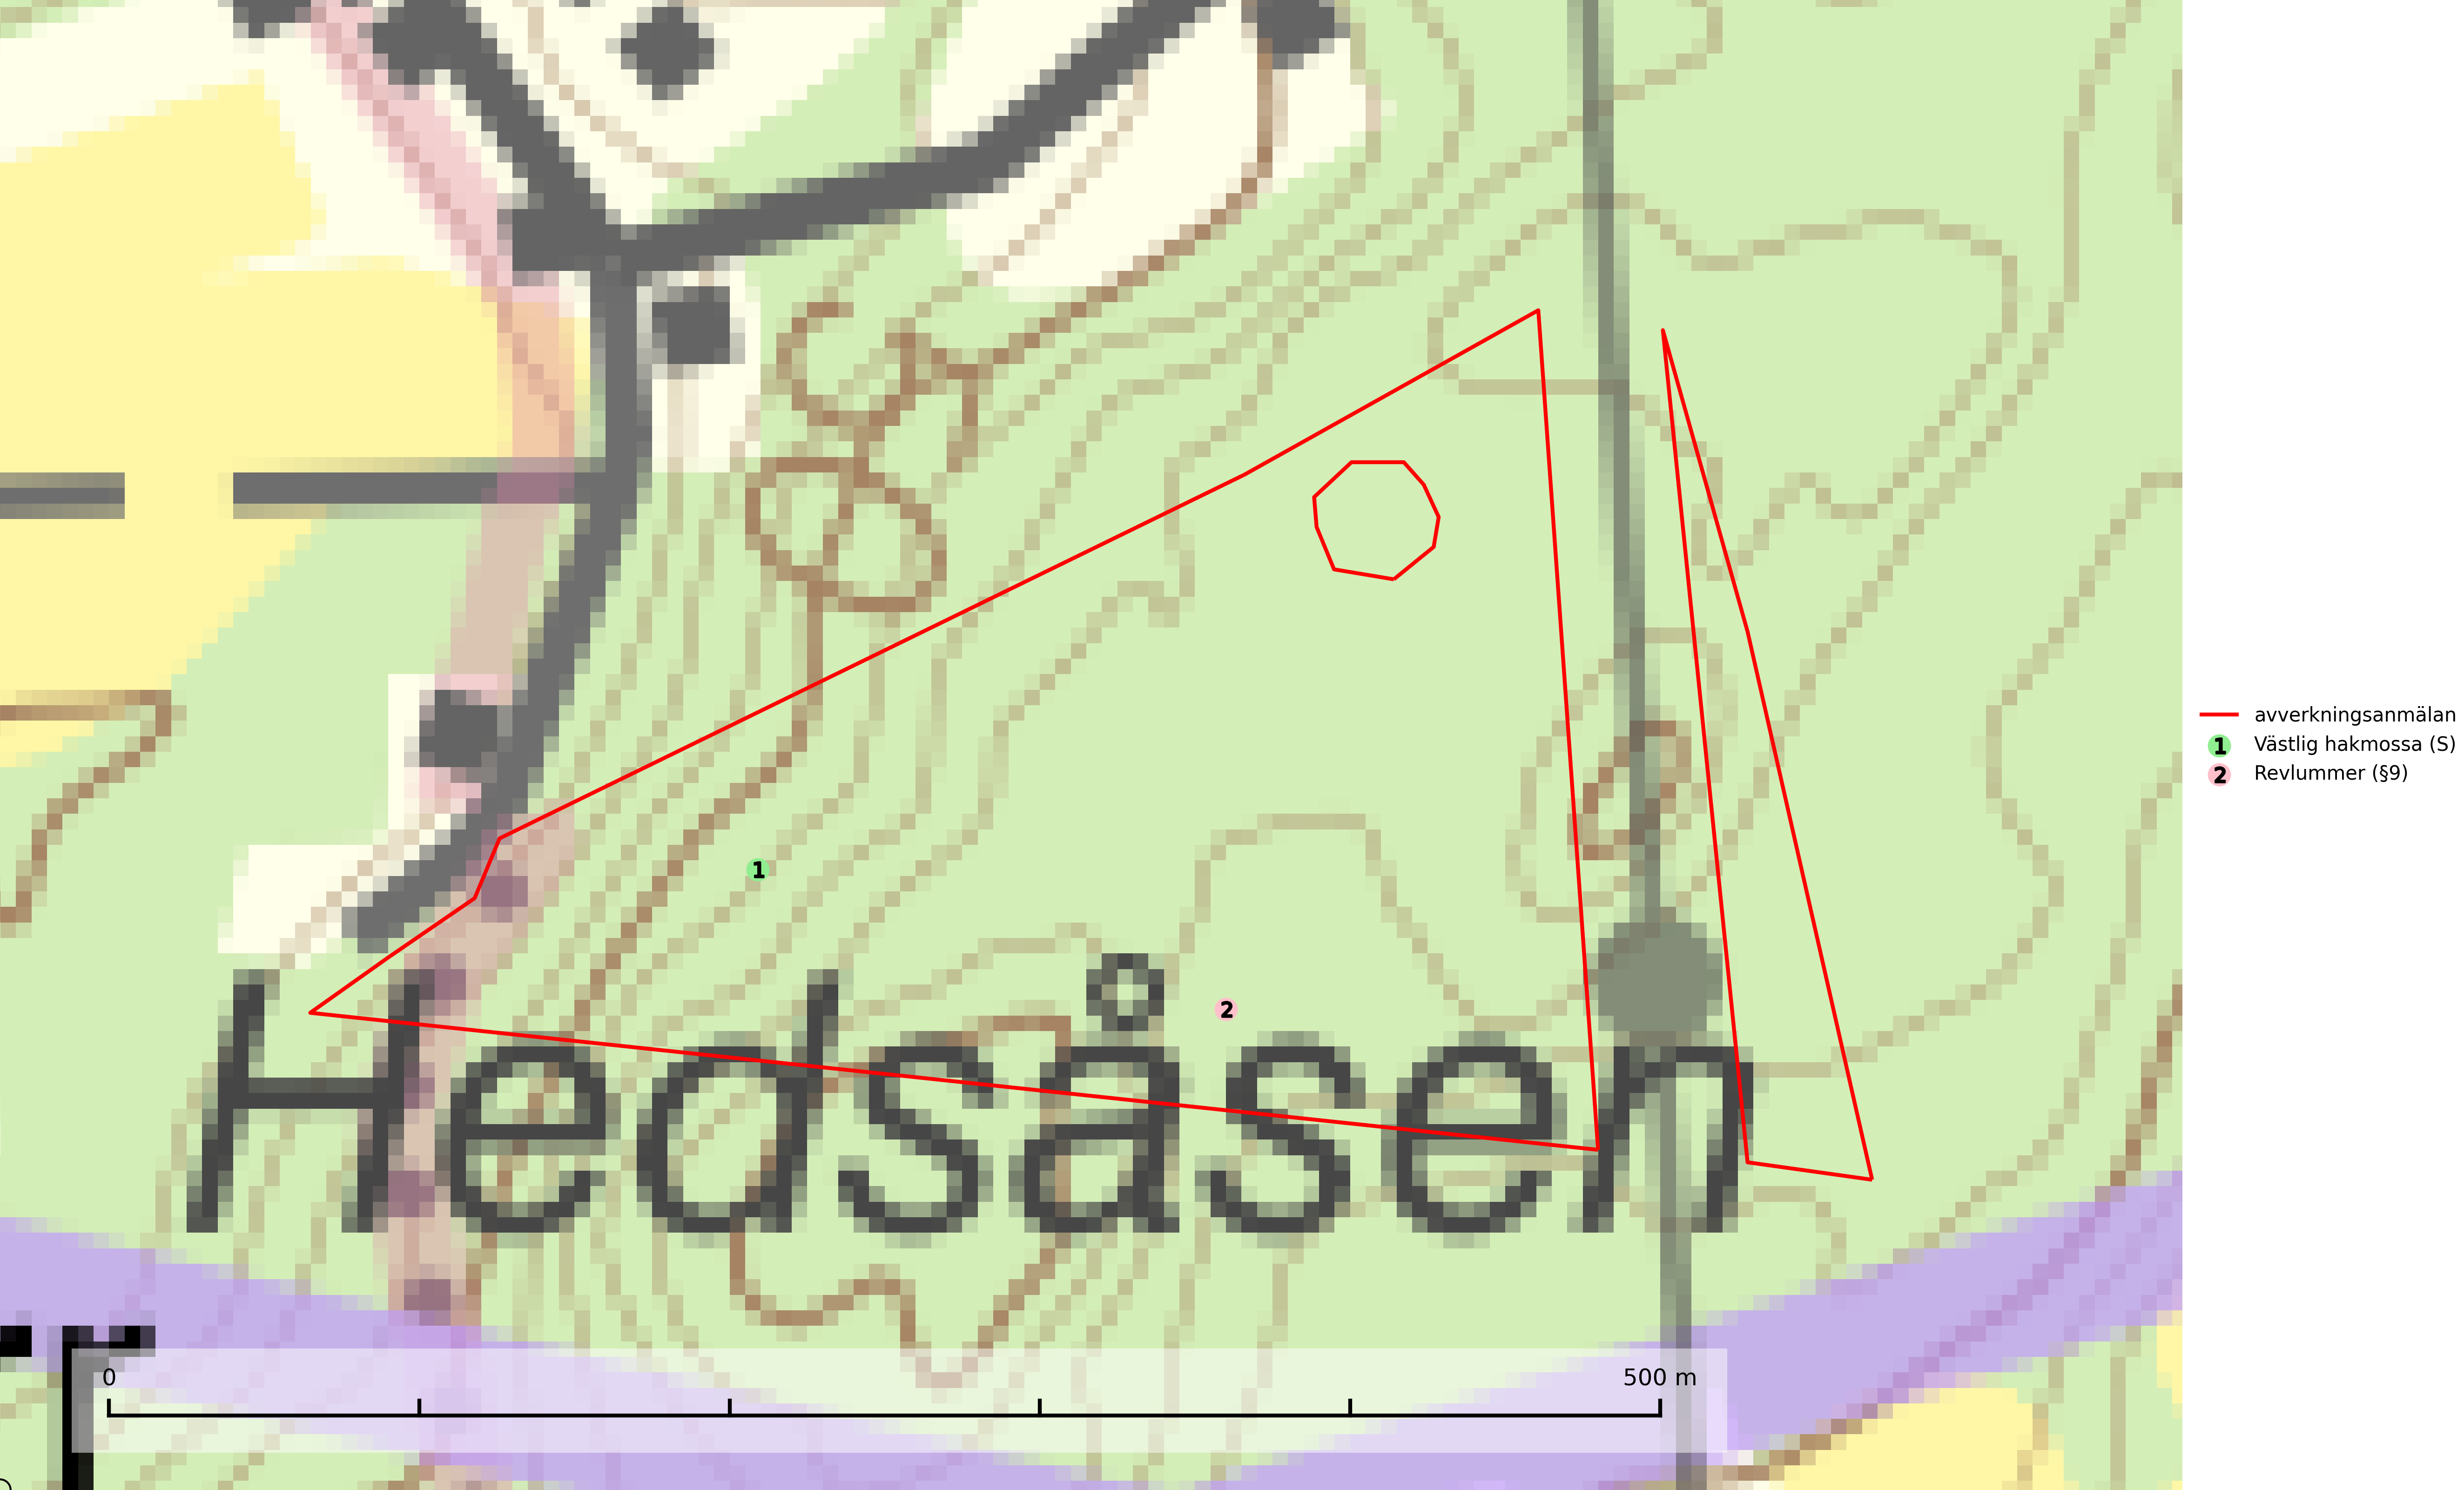 avverkningsanmälan
1 Västlig hakmossa (S)
2 Revlummer (§9)
1
2
Hedsåsen
0 500 m